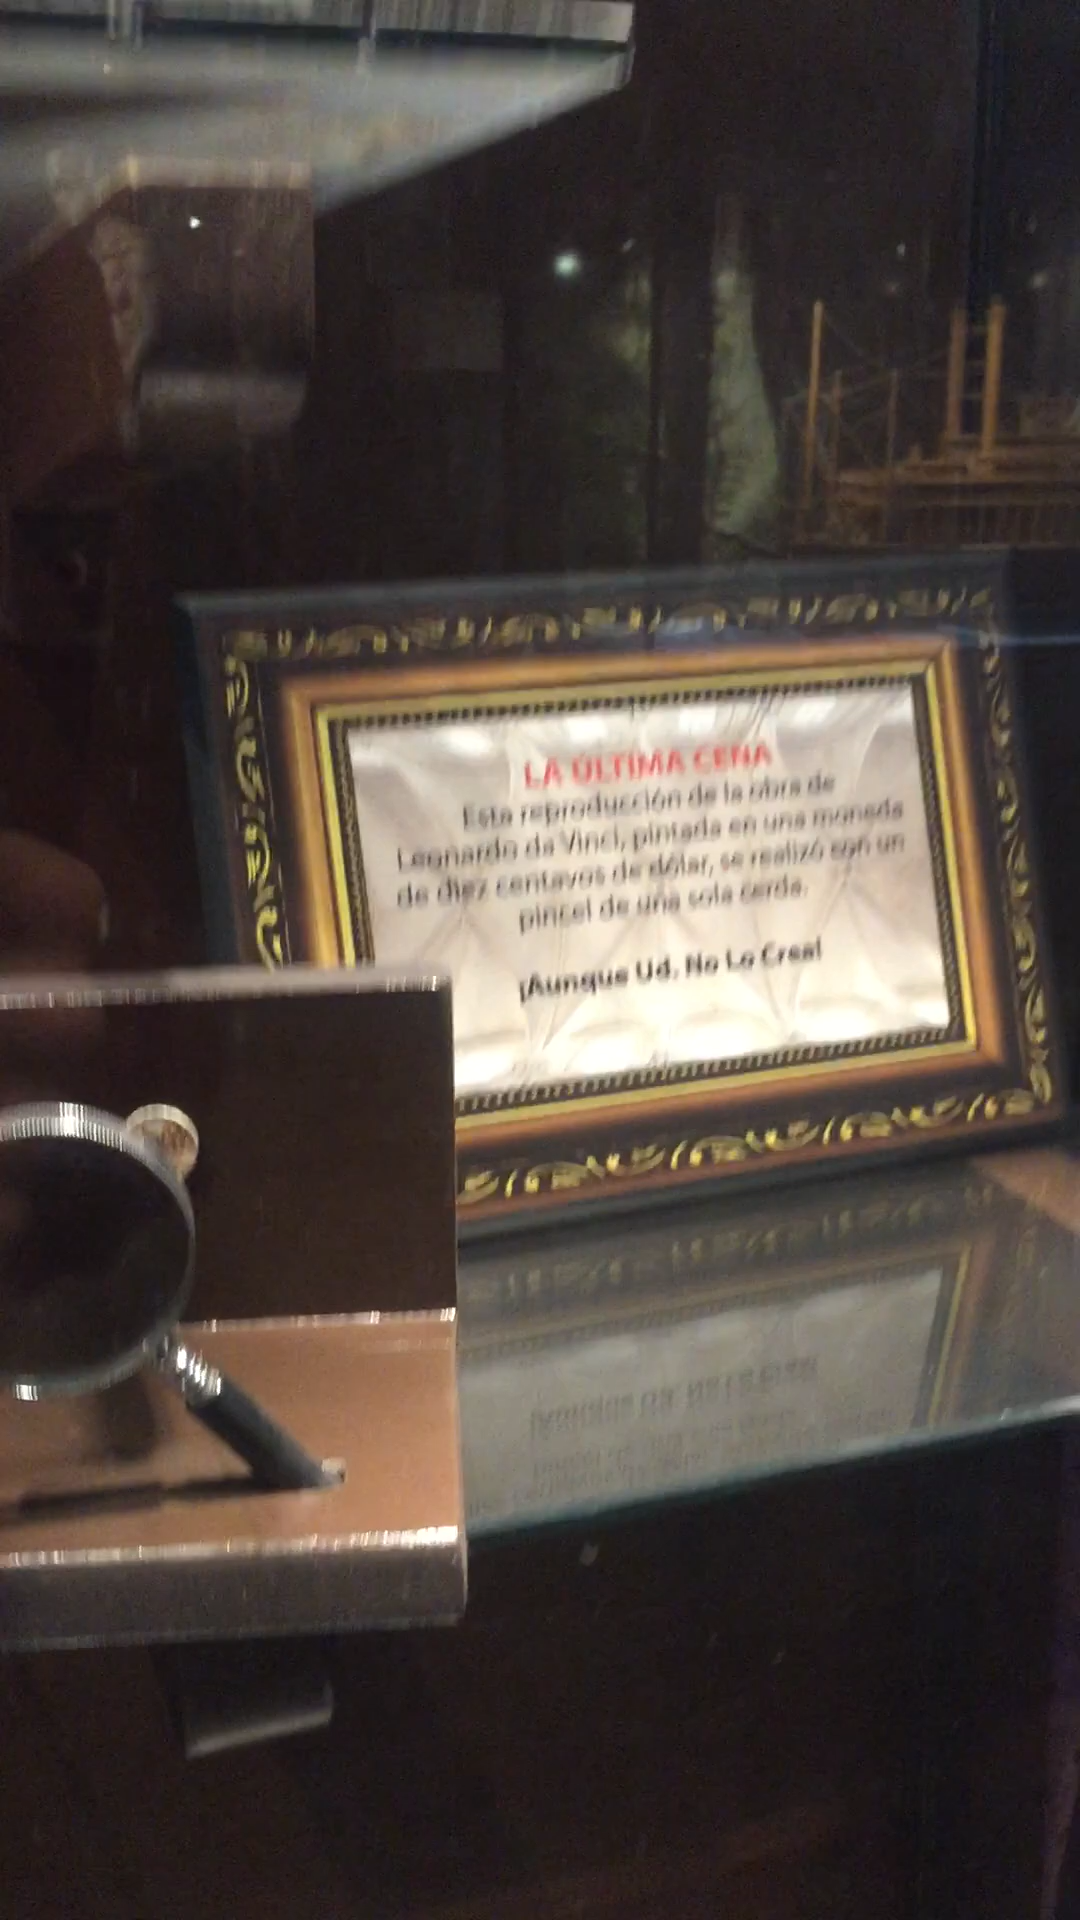 LA ÚLTIMA CENA
Esta reproducción de la obra de
Leonardo da Vinci, pintada en una moneda
de diez centavos de dólar, se realizó con un
pincel de una sola cerda.
¡Aunque Ud. No Lo Crea!